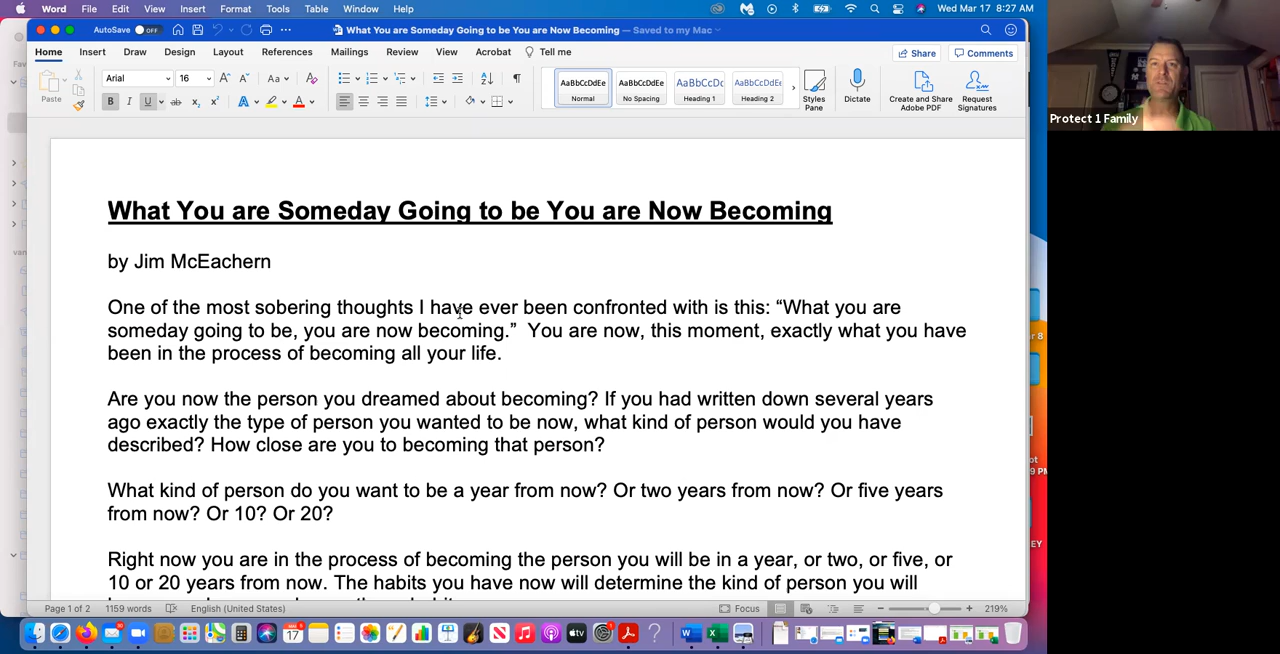 Word File Edit View Insert Format Tools Table Window Help
Wed Mar 17 8:27 AM
AutoSave OFF
What You are Someday Going to be You are Now Becoming — Saved to my Mac
Home Insert Draw Design Layout References Mailings Review View Acrobat Tell me
Share Comments
Paste
Arial 16
AaBbCcDdEe AaBbCcDdEe AaBbCcDc AaBbCcDdEe
Normal No Spacing Heading 1 Heading 2
Styles Pane
Dictate
Create and Share Adobe PDF
Request Signatures
Protect 1 Family
What You are Someday Going to be You are Now Becoming
by Jim McEachern
One of the most sobering thoughts I have ever been confronted with is this: “What you are
someday going to be, you are now becoming.”  You are now, this moment, exactly what you have
been in the process of becoming all your life.
Are you now the person you dreamed about becoming? If you had written down several years
ago exactly the type of person you wanted to be now, what kind of person would you have
described? How close are you to becoming that person?
What kind of person do you want to be a year from now? Or two years from now? Or five years
from now? Or 10? Or 20?
Right now you are in the process of becoming the person you will be in a year, or two, or five, or
10 or 20 years from now. The habits you have now will determine the kind of person you will
Page 1 of 2 1159 words English (United States) Focus 219%